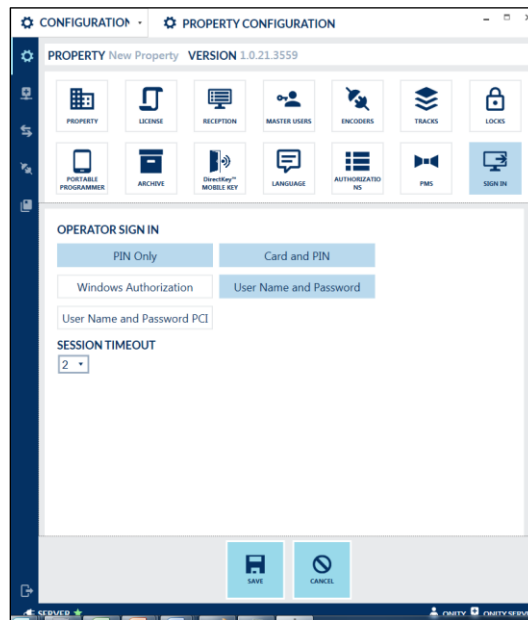 CONFIGURATION
PROPERTY CONFIGURATION
PROPERTY New Property VERSION 1.0.21.3559
PROPERTY
LICENSE
RECEPTION
MASTER USERS
ENCODERS
TRACKS
LOCKS
PORTABLE
PROGRAMMER
ARCHIVE
DirectKey™
MOBILE KEY
LANGUAGE
AUTHORIZATIO
NS
PMS
SIGN IN
OPERATOR SIGN IN
PIN Only
Card and PIN
Windows Authorization
User Name and Password
User Name and Password PCI
SESSION TIMEOUT
2
SAVE
CANCEL
SERVER
ONITY
ONITY SERV